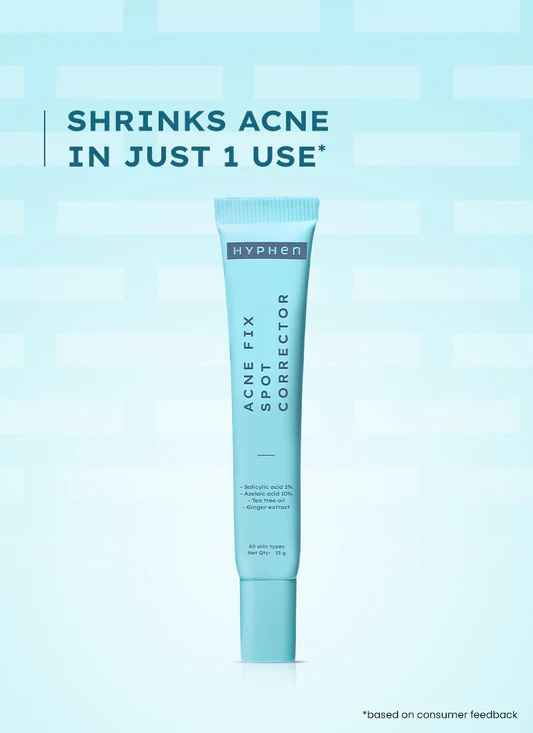 SHRINKS ACNE
IN JUST 1 USE*
HYPHEN
ACNE FIX
SPOT
CORRECTOR
- Salicylic acid 1%
- Azelaic acid 10%
- Tea tree oil
- Ginger extract
All skin types
Net Qty: 15 g
*based on consumer feedback